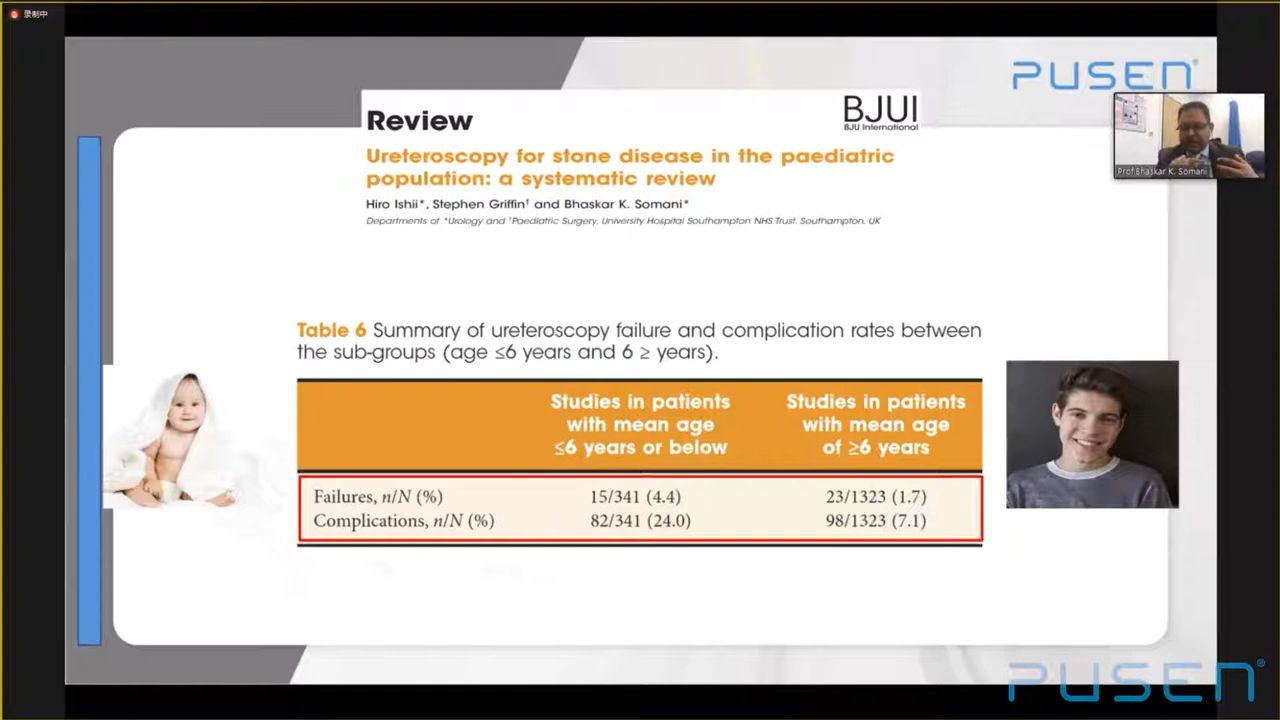 录制中
PUSEN®
Review
BJUI
BJU International
Ureteroscopy for stone disease in the paediatric
population: a systematic review
Hiro Ishii*, Stephen Griffin† and Bhaskar K. Somani*
Departments of *Urology and †Paediatric Surgery, University Hospital Southampton NHS Trust, Southampton, UK
Prof Bhaskar K. Somani
Table 6 Summary of ureteroscopy failure and complication rates between
the sub-groups (age ≤6 years and 6 ≥ years).
Studies in patients
with mean age
≤6 years or below
Studies in patients
with mean age
of ≥6 years
Failures, n/N (%) 15/341 (4.4) 23/1323 (1.7)
Complications, n/N (%) 82/341 (24.0) 98/1323 (7.1)
PUSEN®